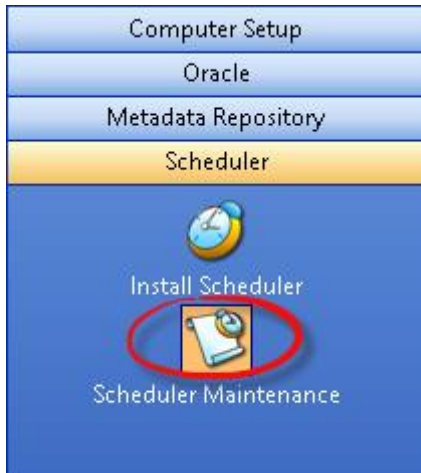 Computer Setup
Oracle
Metadata Repository
Scheduler
Install Scheduler
Scheduler Maintenance